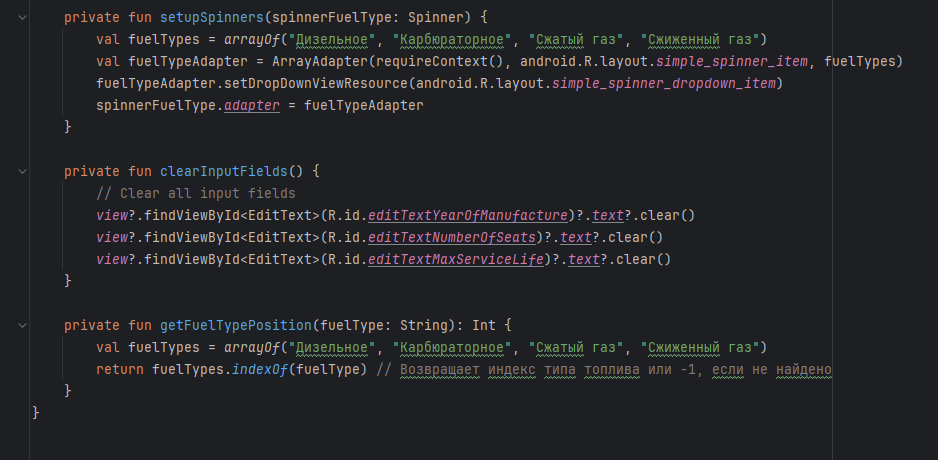 private fun setupSpinners(spinnerFuelType: Spinner) {
val fuelTypes = arrayOf("Дизельное", "Карбюраторное", "Сжатый газ", "Сжиженный газ")
val fuelTypeAdapter = ArrayAdapter(requireContext(), android.R.layout.simple_spinner_item, fuelTypes)
fuelTypeAdapter.setDropDownViewResource(android.R.layout.simple_spinner_dropdown_item)
spinnerFuelType.adapter = fuelTypeAdapter
}
private fun clearInputFields() {
// Clear all input fields
view?.findViewById<EditText>(R.id.editTextYearOfManufacture)?.text?.clear()
view?.findViewById<EditText>(R.id.editTextNumberOfSeats)?.text?.clear()
view?.findViewById<EditText>(R.id.editTextMaxServiceLife)?.text?.clear()
}
private fun getFuelTypePosition(fuelType: String): Int {
val fuelTypes = arrayOf("Дизельное", "Карбюраторное", "Сжатый газ", "Сжиженный газ")
return fuelTypes.indexOf(fuelType) // Возвращает индекс типа топлива или -1, если не найдено
}
}